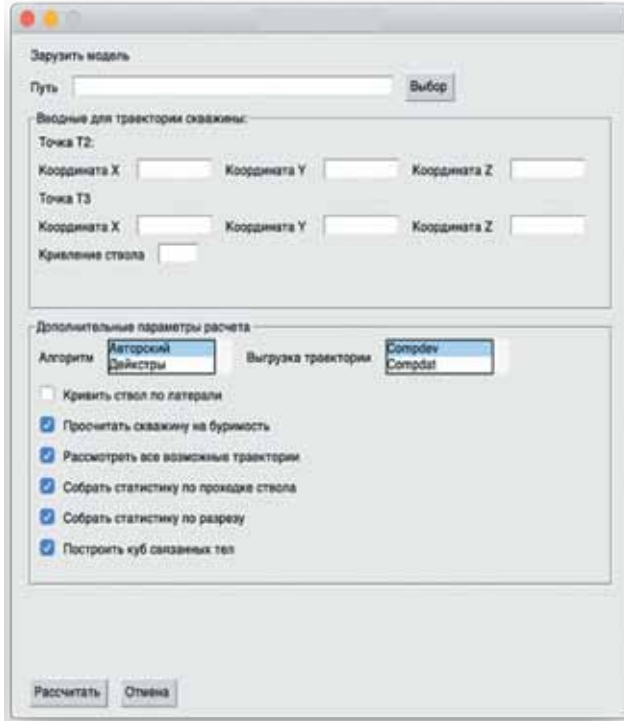 Зарузить модель
Путь Выбор
Вводные для траектории скважины:
Точка Т2:
Координата X Координата Y Координата Z
Точка Т3
Координата X Координата Y Координата Z
Кривление ствола
Дополнительные параметры расчета
Алгоритм Авторский Дейкстры Выгрузка траектории Compdev Compdat
Кривить ствол по латерали
Просчитать скважину на буримость
Рассмотреть все возможные траектории
Собрать статистику по проходке ствола
Собрать статистику по разрезу
Построить куб связанных тел
Рассчитать Отмена